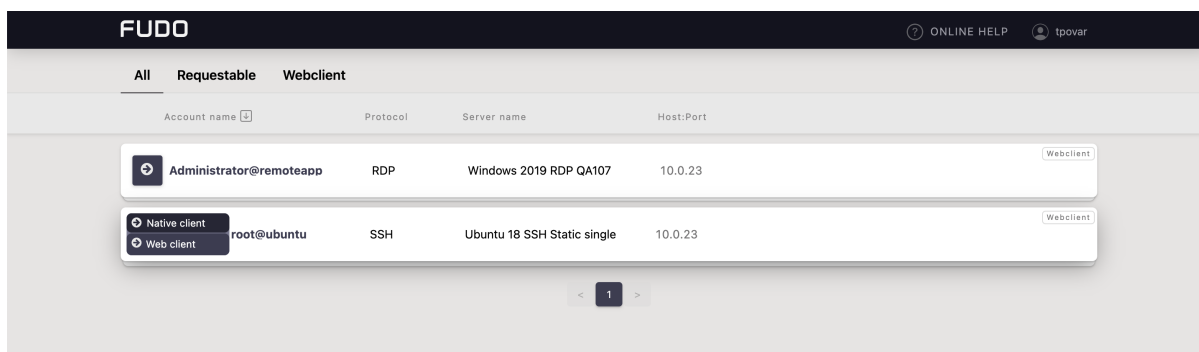 FUDO
? ONLINE HELP tpovar
All Requestable Webclient
Account name Protocol Server name Host:Port
Webclient
Administrator@remoteapp RDP Windows 2019 RDP QA107 10.0.23
Webclient
Native client
root@ubuntu SSH Ubuntu 18 SSH Static single 10.0.23
Web client
< 1 >